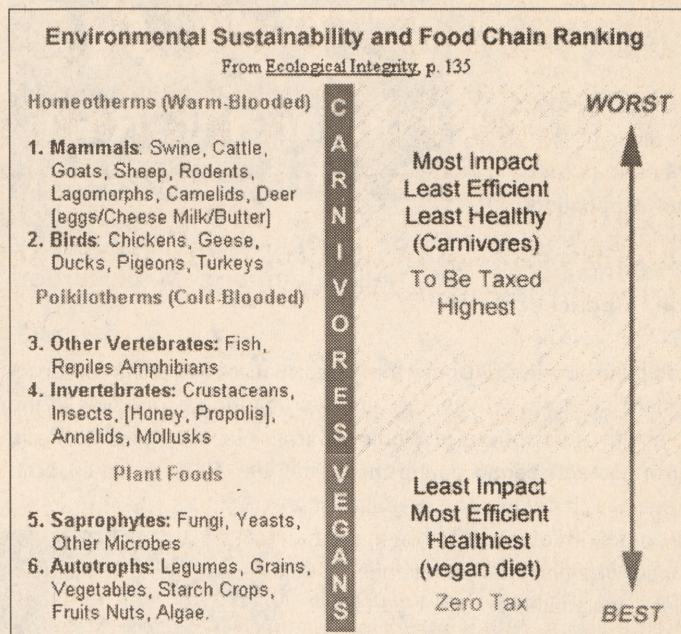 Environmental Sustainability and Food Chain Ranking
From Ecological Integrity, p. 135
Homeotherms (Warm-Blooded)
1. Mammals: Swine, Cattle,
Goats, Sheep, Rodents,
Lagomorphs, Camelids, Deer
[eggs/Cheese Milk/Butter]
2. Birds: Chickens, Geese,
Ducks, Pigeons, Turkeys
Poikilotherms (Cold-Blooded)
3. Other Vertebrates: Fish,
Repiles Amphibians
4. Invertebrates: Crustaceans,
Insects, [Honey, Propolis],
Annelids, Mollusks
Plant Foods
5. Saprophytes: Fungi, Yeasts,
Other Microbes
6. Autotrophs: Legumes, Grains,
Vegetables, Starch Crops,
Fruits Nuts, Algae.
CARNIVORES
VEGANS
Most Impact
Least Efficient
Least Healthy
(Carnivores)
To Be Taxed
Highest
Least Impact
Most Efficient
Healthiest
(vegan diet)
Zero Tax
WORST
BEST